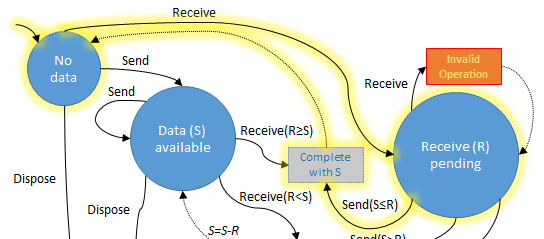 Receive
No
data
Send
Send
Data (S)
available
Receive(R≥S)
Complete
with S
Receive
Invalid
Operation
Receive (R)
pending
Dispose
Dispose
Receive(R<S)
Send(S≤R)
S=S-R
Send(S>R)